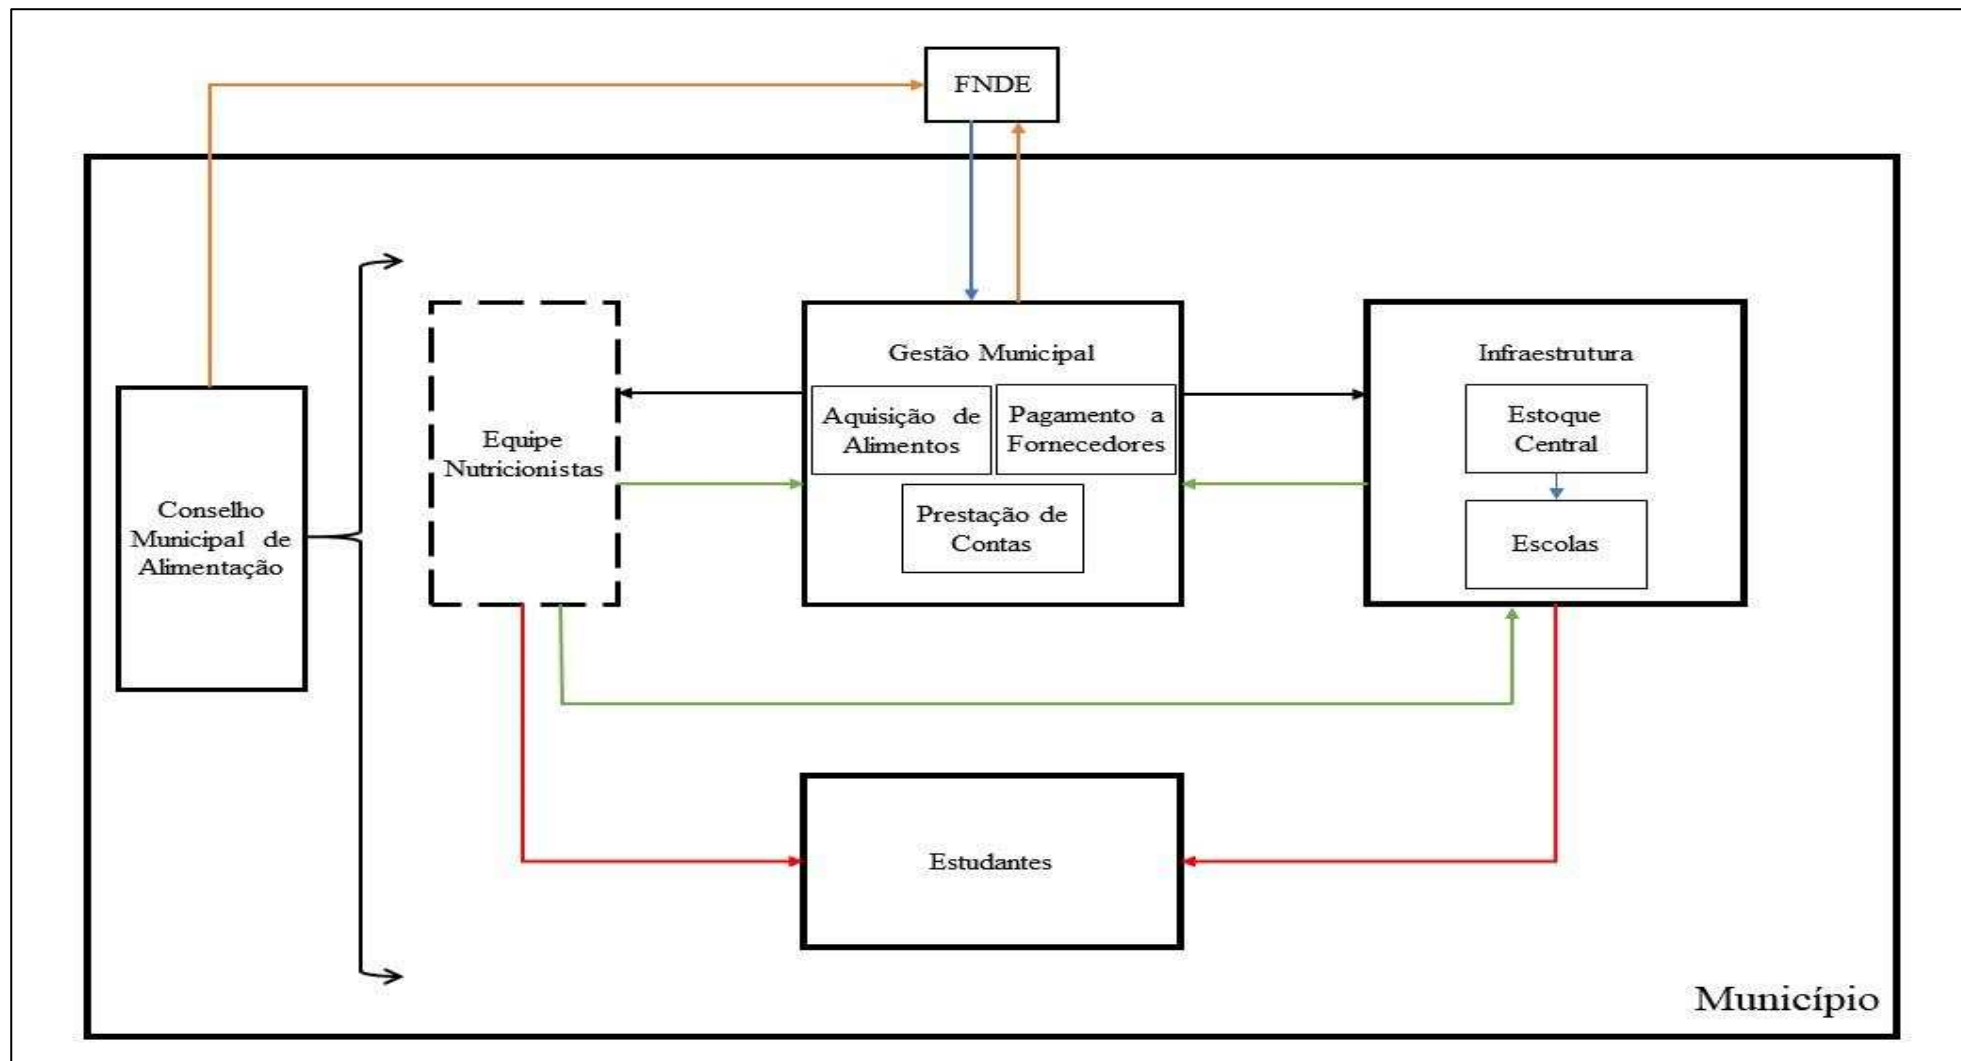 FNDE
Conselho
Municipal de
Alimentação
Equipe
Nutricionistas
Gestão Municipal
Aquisição de
Alimentos
Pagamento a
Fornecedores
Prestação de
Contas
Infraestrutura
Estoque
Central
Escolas
Estudantes
Município